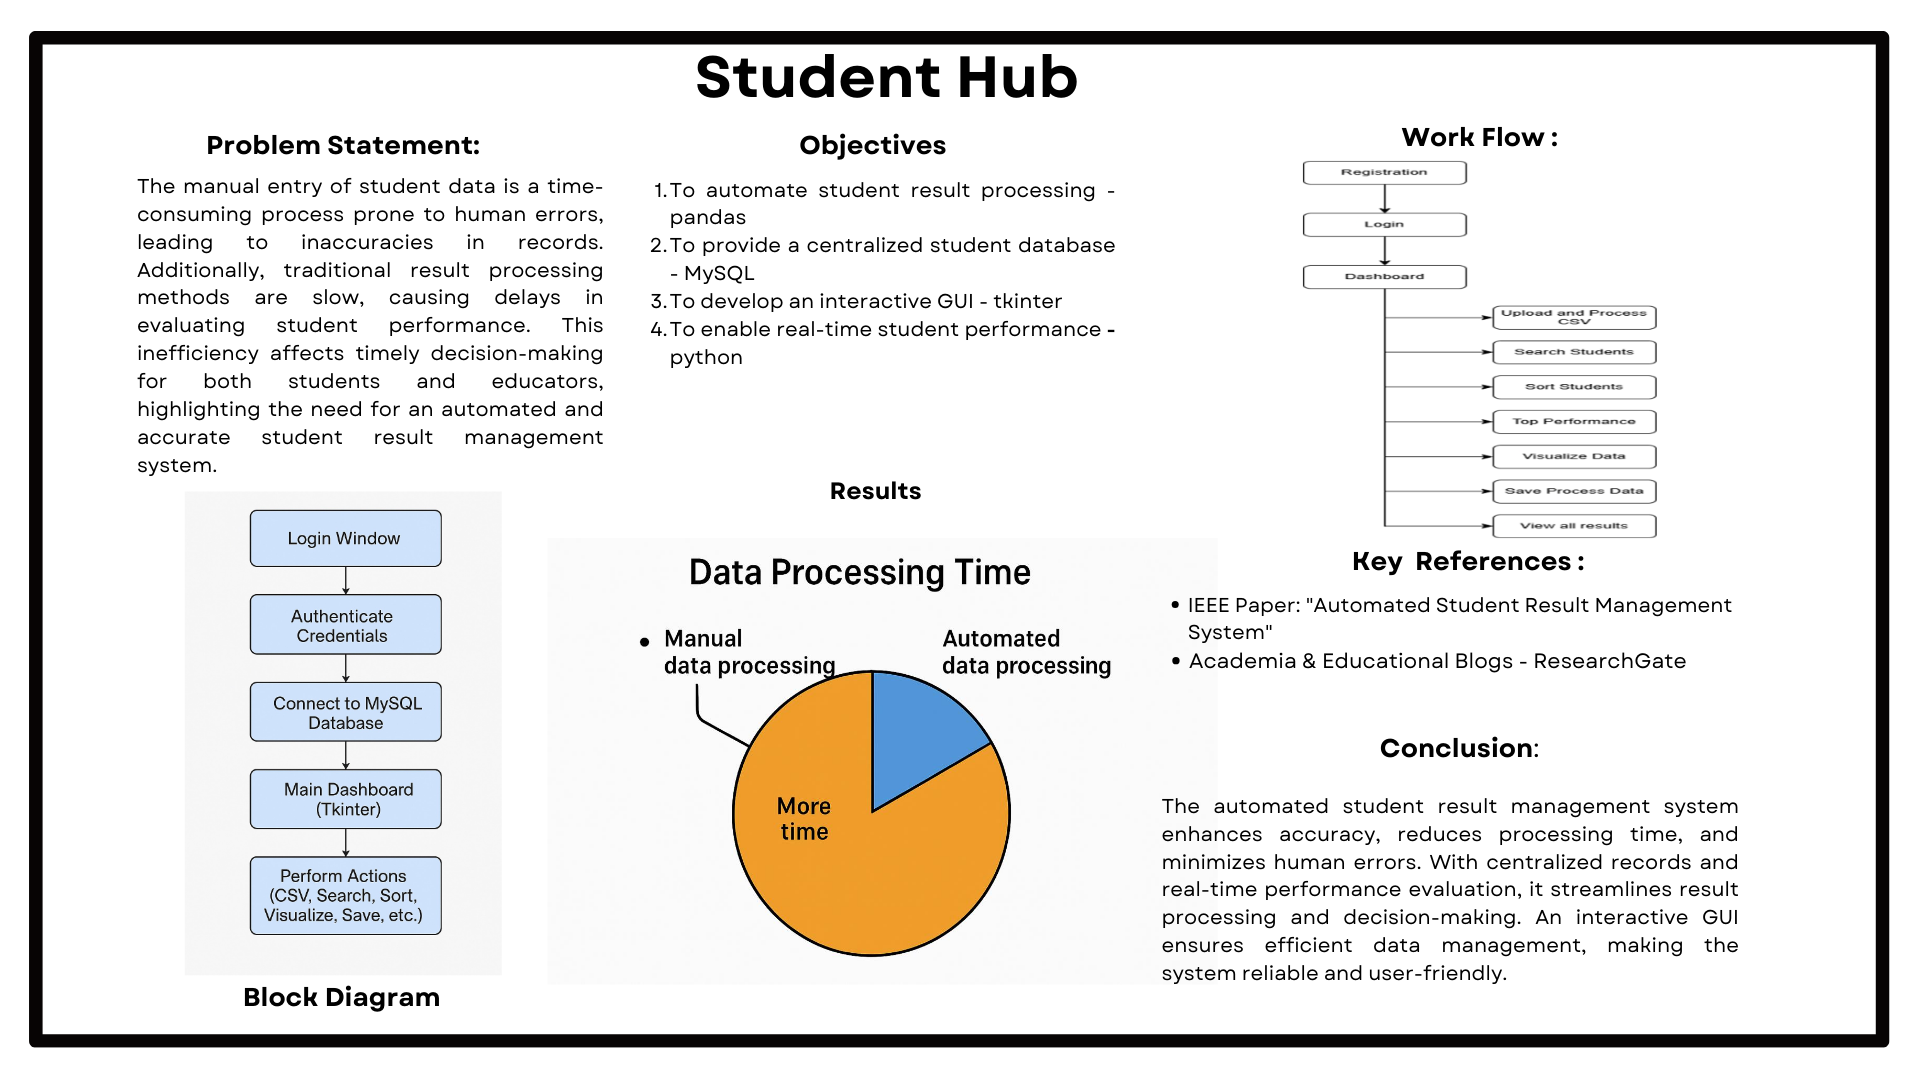 Student Hub
Problem Statement:
The manual entry of student data is a time-
consuming process prone to human errors,
leading to inaccuracies in records.
Additionally, traditional result processing
methods are slow, causing delays in
evaluating student performance. This
inefficiency affects timely decision-making
for both students and educators,
highlighting the need for an automated and
accurate student result management
system.
Login Window
Authenticate
Credentials
Connect to MySQL
Database
Main Dashboard
(Tkinter)
Perform Actions
(CSV, Search, Sort,
Visualize, Save, etc.)
Block Diagram
Objectives
1. To automate student result processing -
pandas
2. To provide a centralized student database
- MySQL
3. To develop an interactive GUI - tkinter
4. To enable real-time student performance -
python
Results
Data Processing Time
• Manual
data processing
Automated
data processing
More
time
Work Flow :
Registration
Login
Dashboard
Upload and Process
CSV
Search Students
Sort Students
Top Performance
Visualize Data
Save Process Data
View all results
Key References :
• IEEE Paper: "Automated Student Result Management
System"
• Academia & Educational Blogs - ResearchGate
Conclusion:
The automated student result management system
enhances accuracy, reduces processing time, and
minimizes human errors. With centralized records and
real-time performance evaluation, it streamlines result
processing and decision-making. An interactive GUI
ensures efficient data management, making the
system reliable and user-friendly.